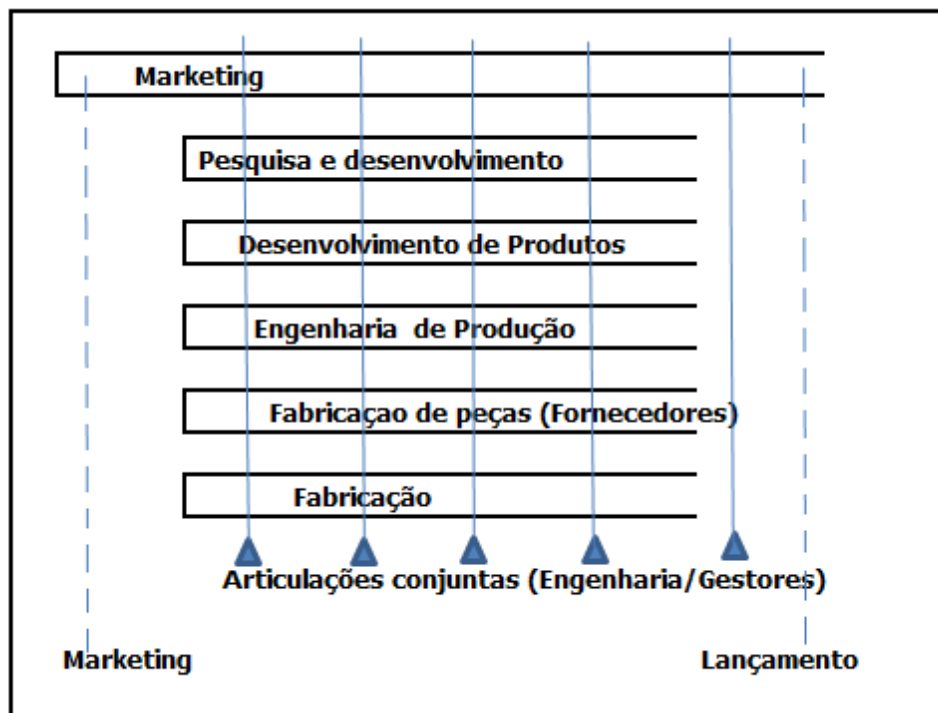 Marketing
Pesquisa e desenvolvimento
Desenvolvimento de Produtos
Engenharia de Produção
Fabricaçao de peças (Fornecedores)
Fabricação
Articulações conjuntas (Engenharia/Gestores)
Marketing
Lançamento